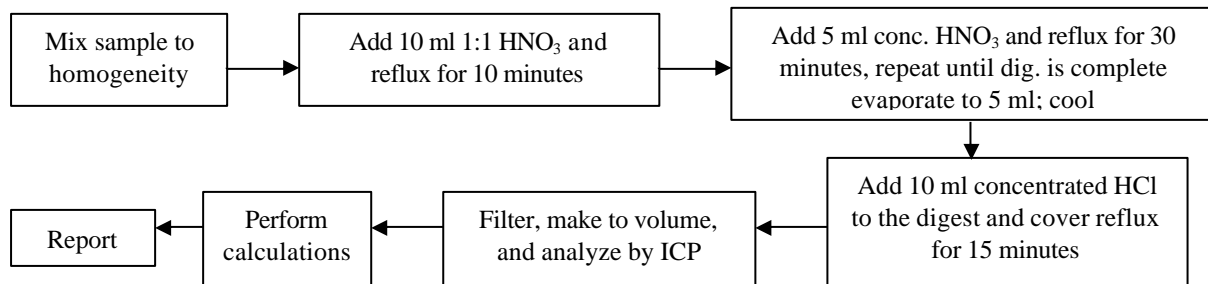 Mix sample to
homogeneity
Add 10 ml 1:1 HNO₃ and
reflux for 10 minutes
Add 5 ml conc. HNO₃ and reflux for 30
minutes, repeat until dig. is complete
evaporate to 5 ml; cool
Add 10 ml concentrated HCl
to the digest and cover reflux
for 15 minutes
Filter, make to volume,
and analyze by ICP
Perform
calculations
Report